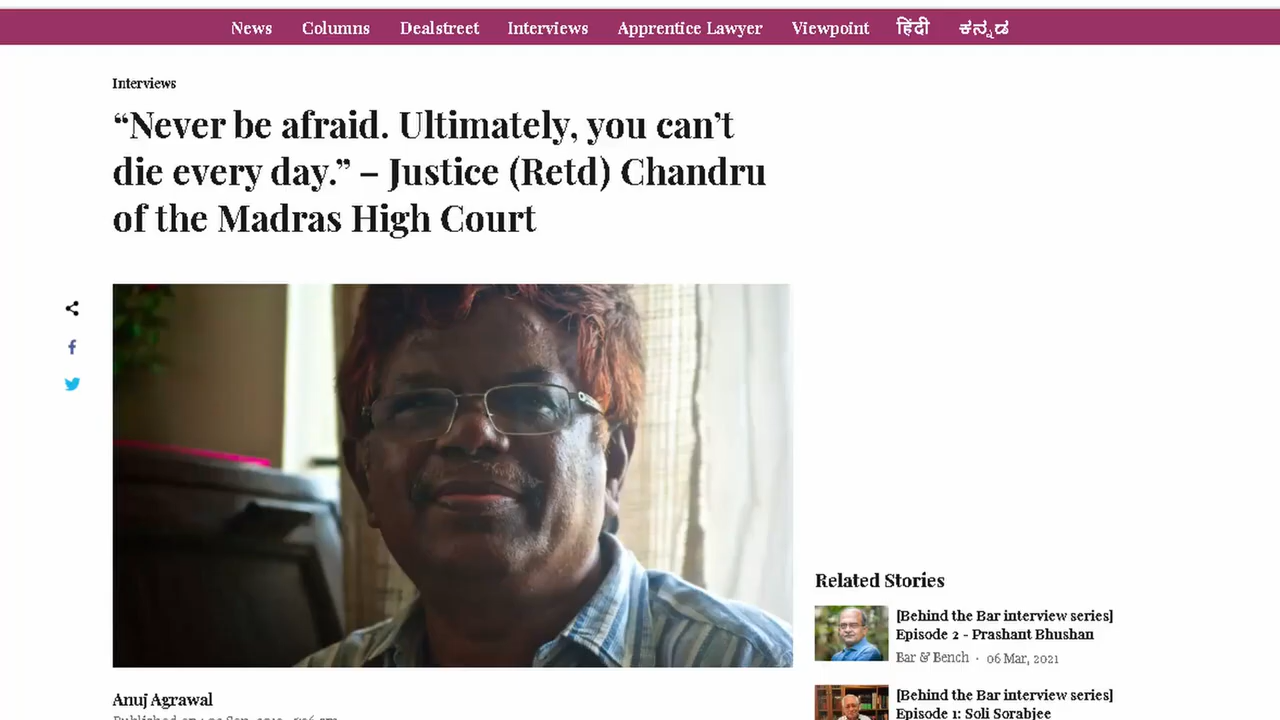 News Columns Dealstreet Interviews Apprentice Lawyer Viewpoint हिंदी ಕನ್ನಡ
Interviews
“Never be afraid. Ultimately, you can’t
die every day.” – Justice (Retd) Chandru
of the Madras High Court
Related Stories
[Behind the Bar interview series]
Episode 2 - Prashant Bhushan
Bar & Bench · 06 Mar, 2021
[Behind the Bar interview series]
Episode 1: Soli Sorabjee
Anuj Agrawal